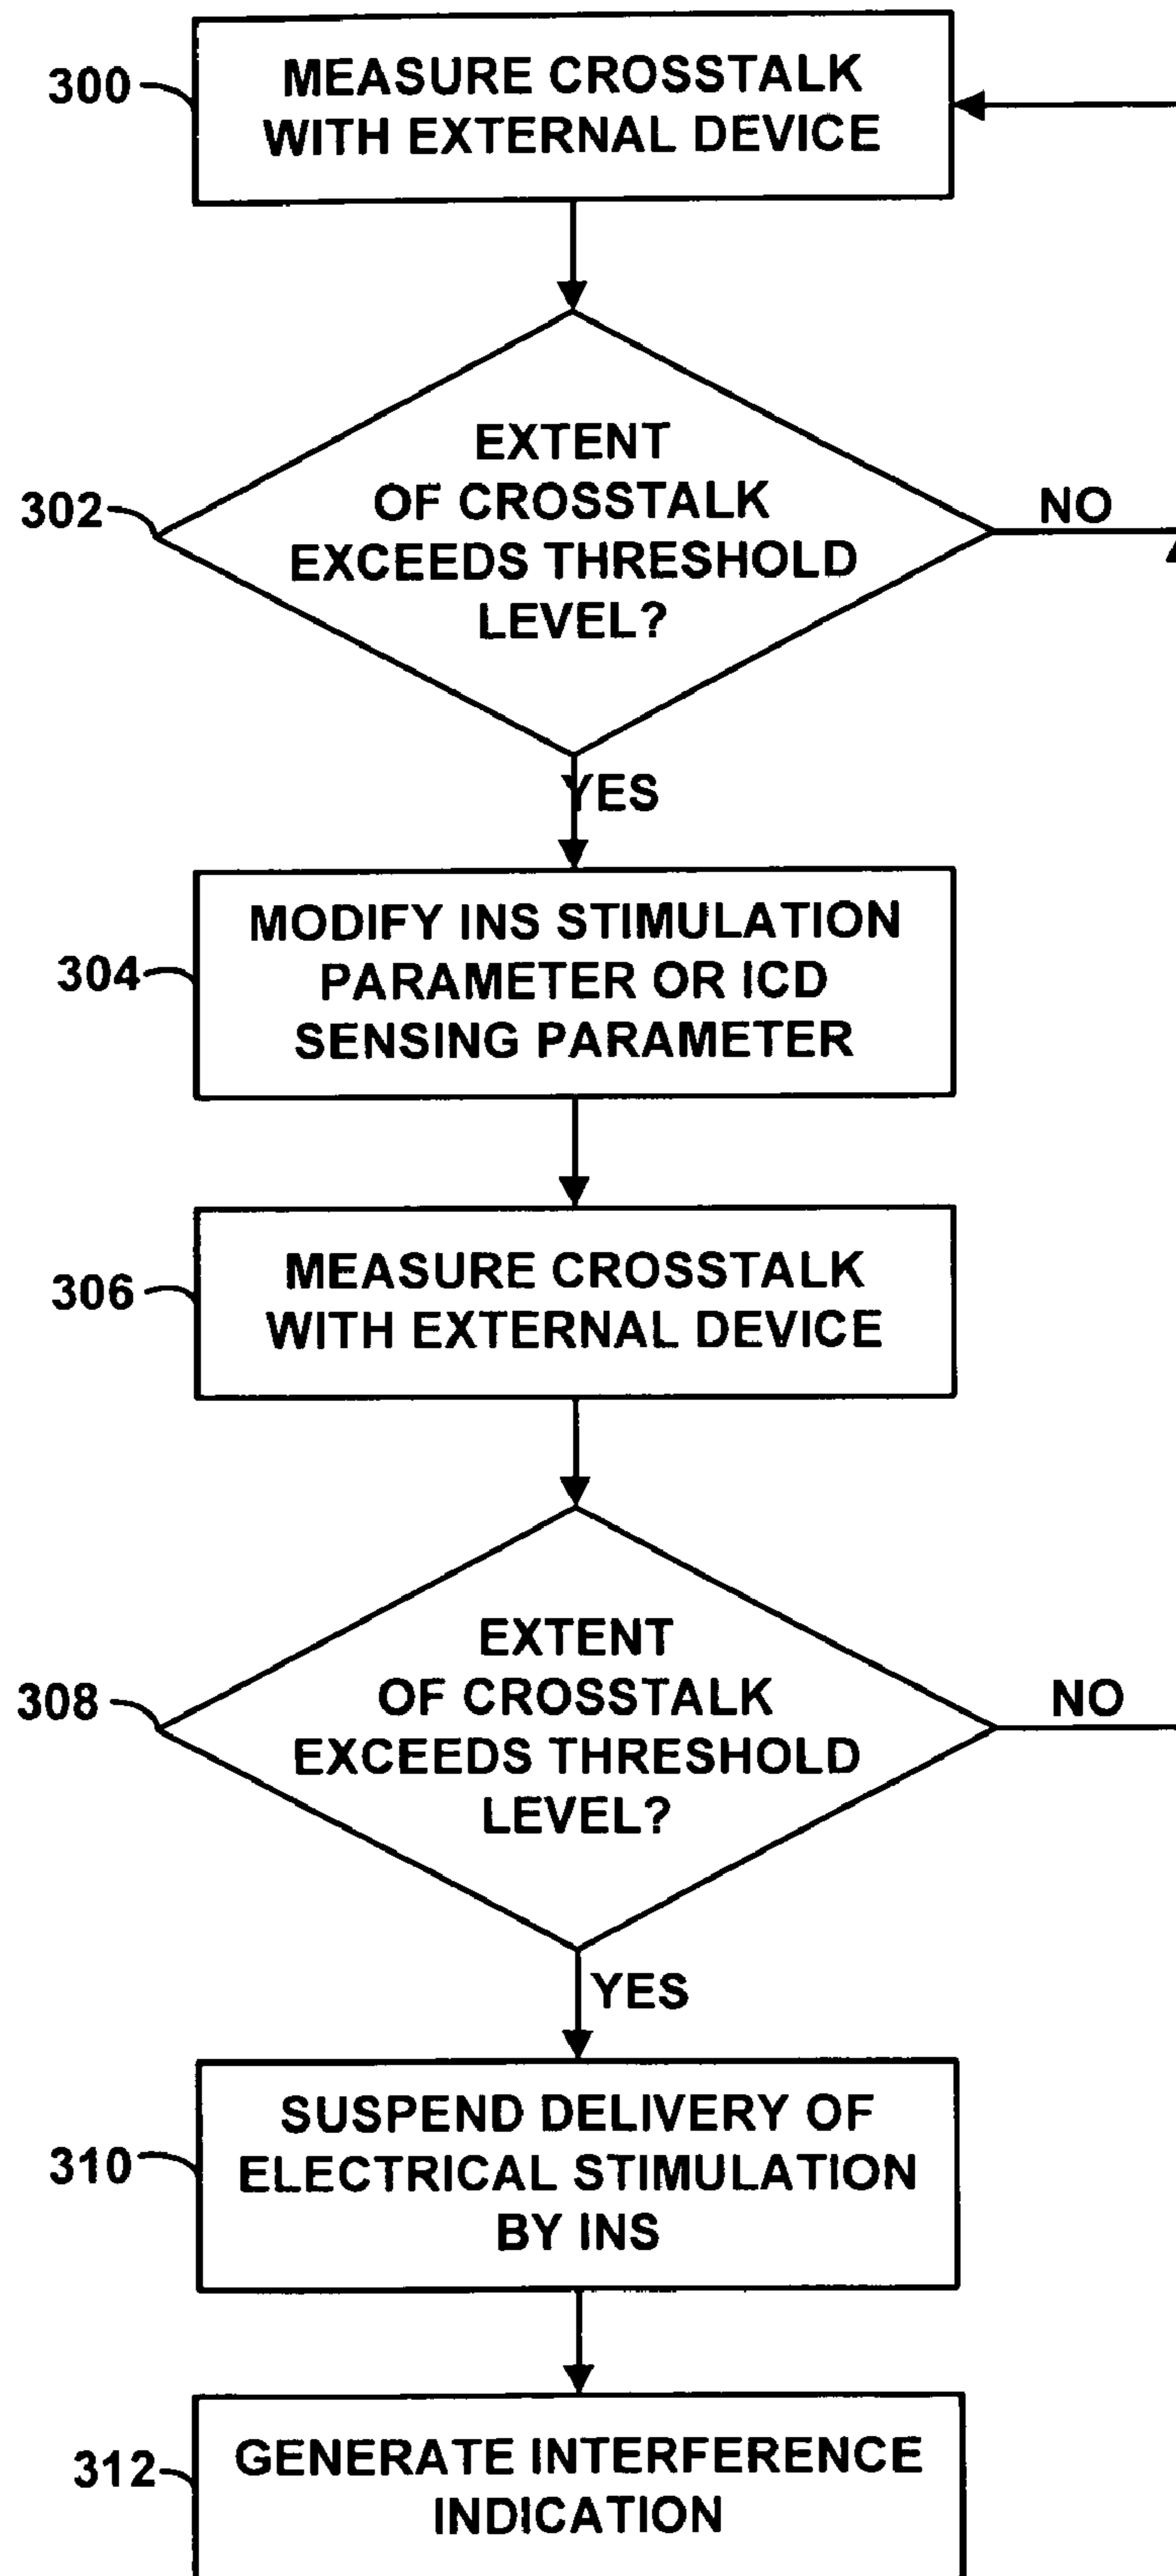 300
MEASURE CROSSTALK
WITH EXTERNAL DEVICE
302
EXTENT
OF CROSSTALK
EXCEEDS THRESHOLD
LEVEL?
NO
YES
304
MODIFY INS STIMULATION
PARAMETER OR ICD
SENSING PARAMETER
306
MEASURE CROSSTALK
WITH EXTERNAL DEVICE
308
EXTENT
OF CROSSTALK
EXCEEDS THRESHOLD
LEVEL?
NO
YES
310
SUSPEND DELIVERY OF
ELECTRICAL STIMULATION
BY INS
312
GENERATE INTERFERENCE
INDICATION